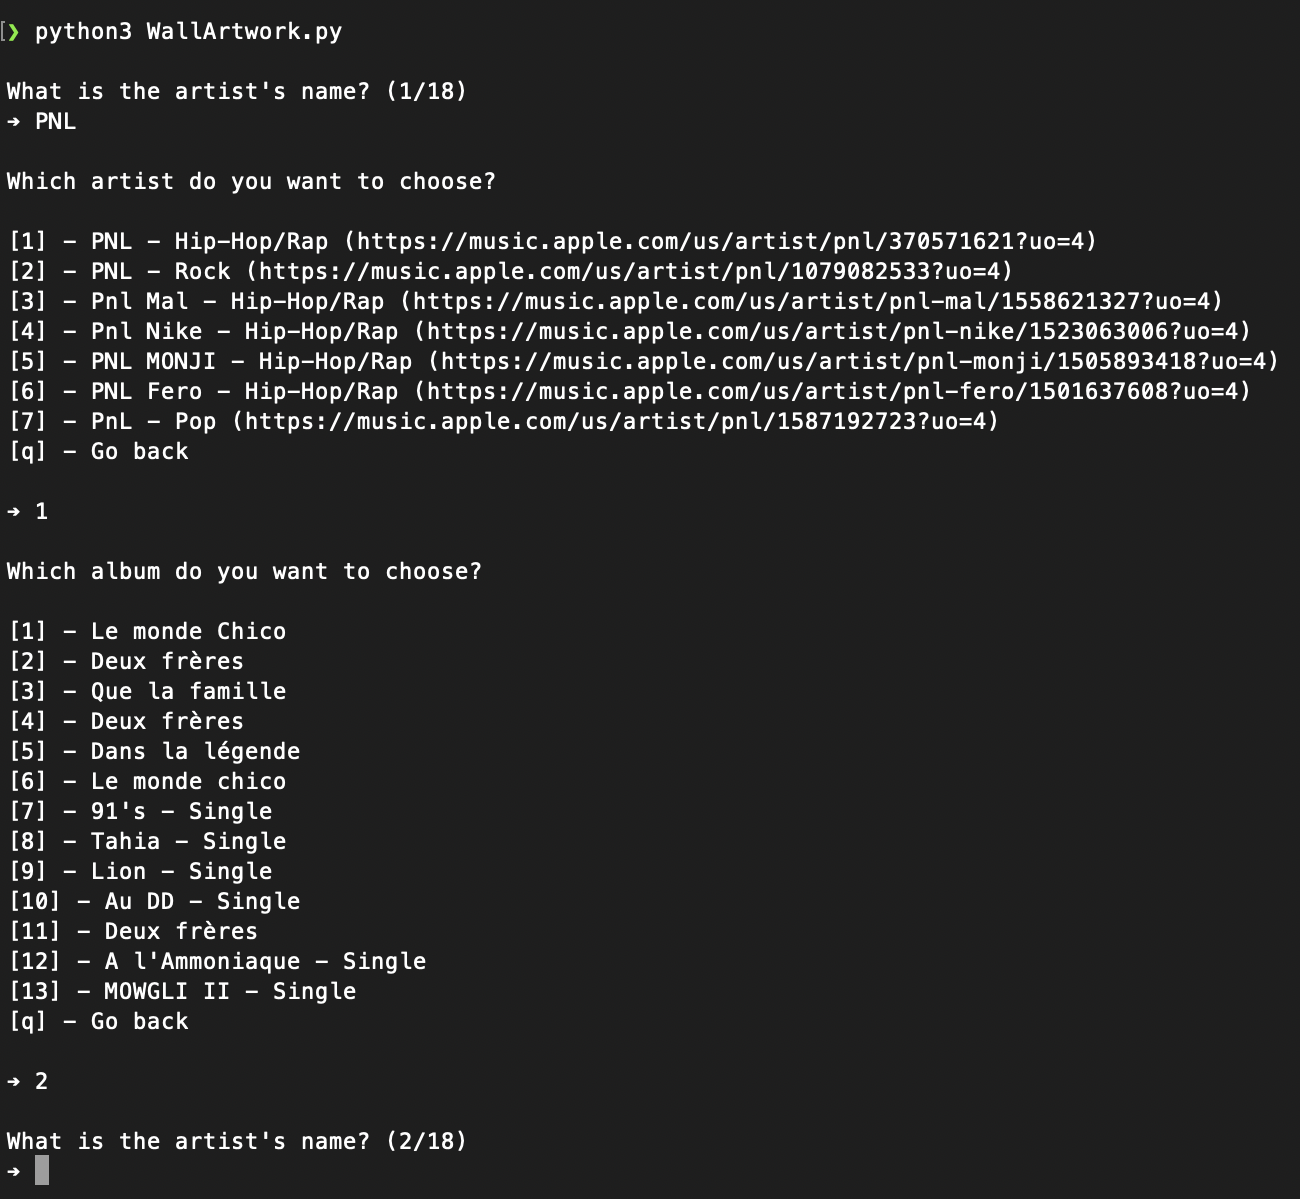 ❯ python3 WallArtwork.py
What is the artist's name? (1/18)
→ PNL
Which artist do you want to choose?
[1] – PNL – Hip-Hop/Rap (https://music.apple.com/us/artist/pnl/370571621?uo=4)
[2] – PNL – Rock (https://music.apple.com/us/artist/pnl/1079082533?uo=4)
[3] – Pnl Mal – Hip-Hop/Rap (https://music.apple.com/us/artist/pnl-mal/1558621327?uo=4)
[4] – Pnl Nike – Hip-Hop/Rap (https://music.apple.com/us/artist/pnl-nike/1523063006?uo=4)
[5] – PNL MONJI – Hip-Hop/Rap (https://music.apple.com/us/artist/pnl-monji/1505893418?uo=4)
[6] – PNL Fero – Hip-Hop/Rap (https://music.apple.com/us/artist/pnl-fero/1501637608?uo=4)
[7] – PnL – Pop (https://music.apple.com/us/artist/pnl/1587192723?uo=4)
[q] – Go back
→ 1
Which album do you want to choose?
[1] – Le monde Chico
[2] – Deux frères
[3] – Que la famille
[4] – Deux frères
[5] – Dans la légende
[6] – Le monde chico
[7] – 91's – Single
[8] – Tahia – Single
[9] – Lion – Single
[10] – Au DD – Single
[11] – Deux frères
[12] – A l'Ammoniaque – Single
[13] – MOWGLI II – Single
[q] – Go back
→ 2
What is the artist's name? (2/18)
→